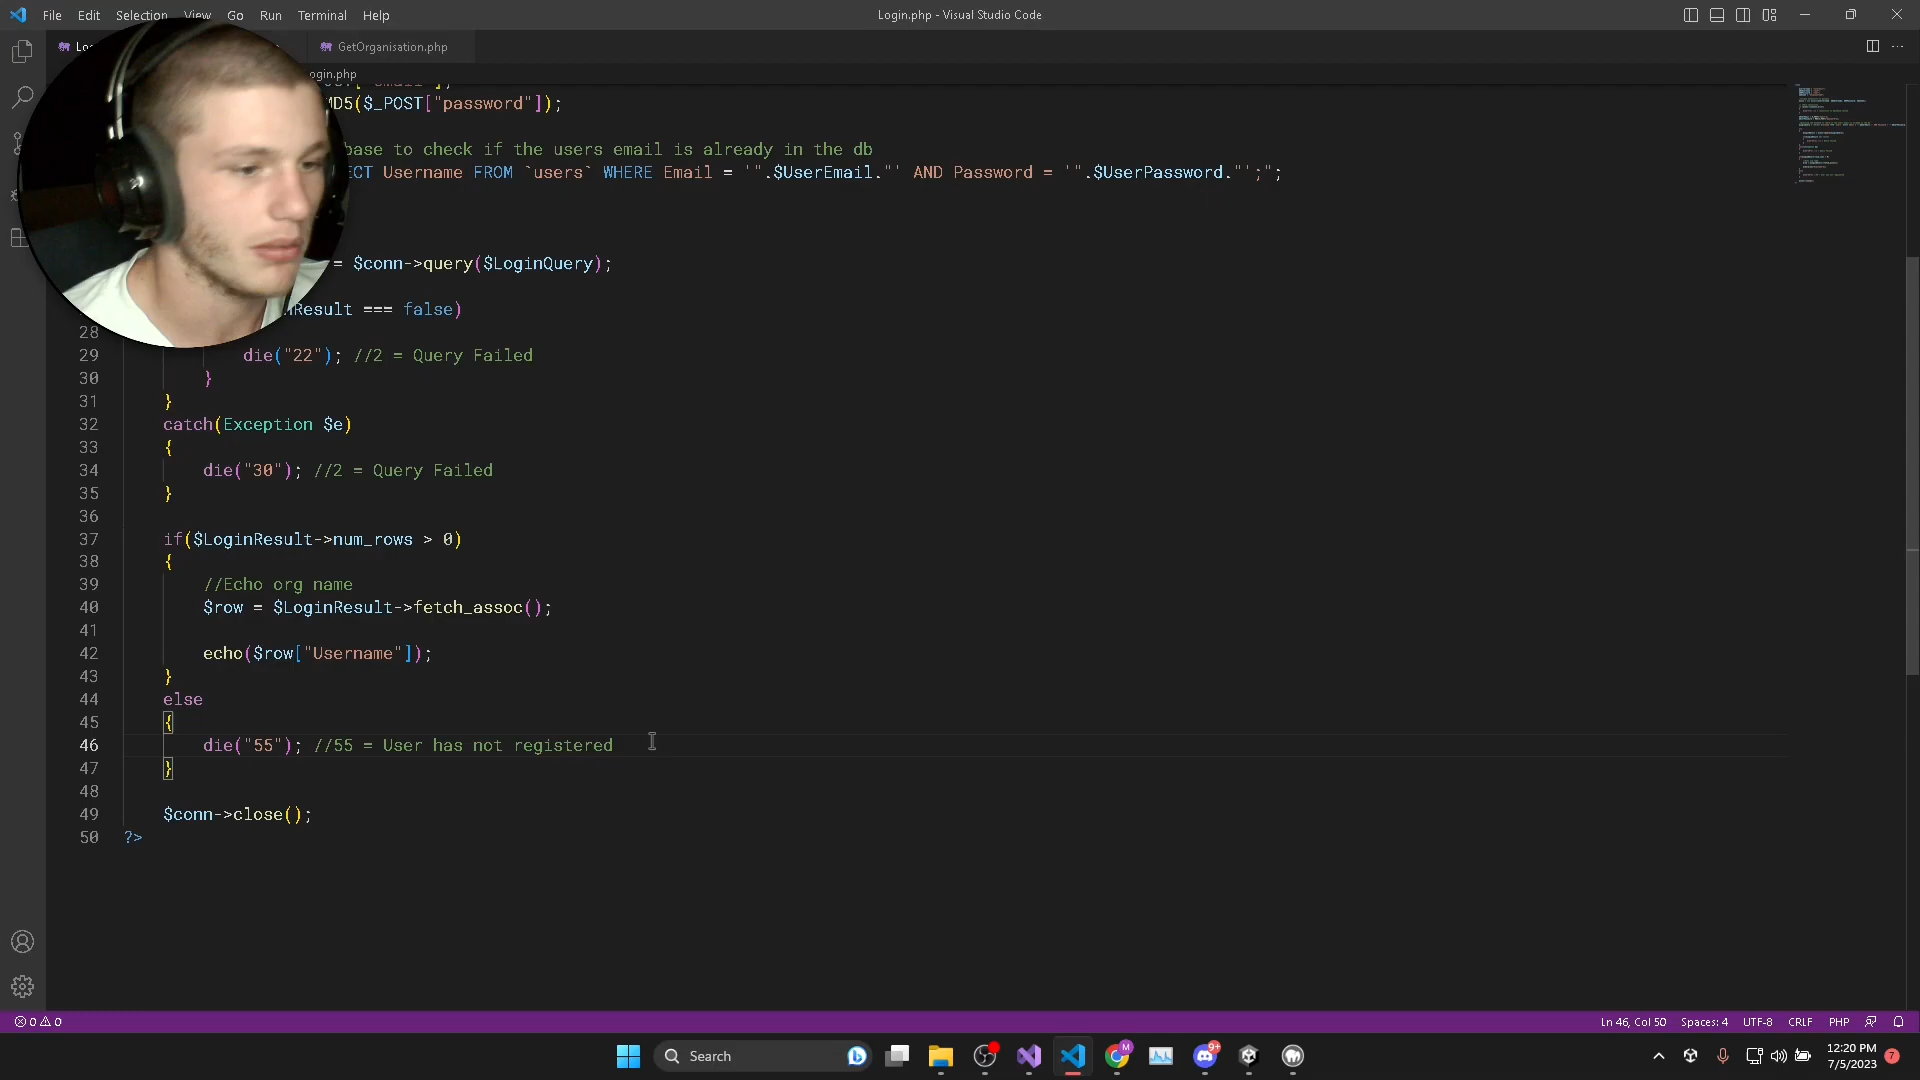 File Edit Selection View Go Run Terminal Help
Login.php - Visual Studio Code
GetOrganisation.php
ogin.php
MD5($_POST["password"]);
base to check if the users email is already in the db
ECT Username FROM `users` WHERE Email = '".$UserEmail."' AND Password = '".$UserPassword."';";
= $conn->query($LoginQuery);
nResult === false)
28
29 die("22"); //2 = Query Failed
30 }
31 }
32 catch(Exception $e)
33 {
34 die("30"); //2 = Query Failed
35 }
36
37 if($LoginResult->num_rows > 0)
38 {
39 //Echo org name
40 $row = $LoginResult->fetch_assoc();
41
42 echo($row["Username"]);
43 }
44 else
45 {
46 die("55"); //55 = User has not registered
47 }
48
49 $conn->close();
50 ?>
0 0
Ln 46, Col 50 Spaces: 4 UTF-8 CRLF PHP
Search
M
9+
12:20 PM
7/5/2023
7